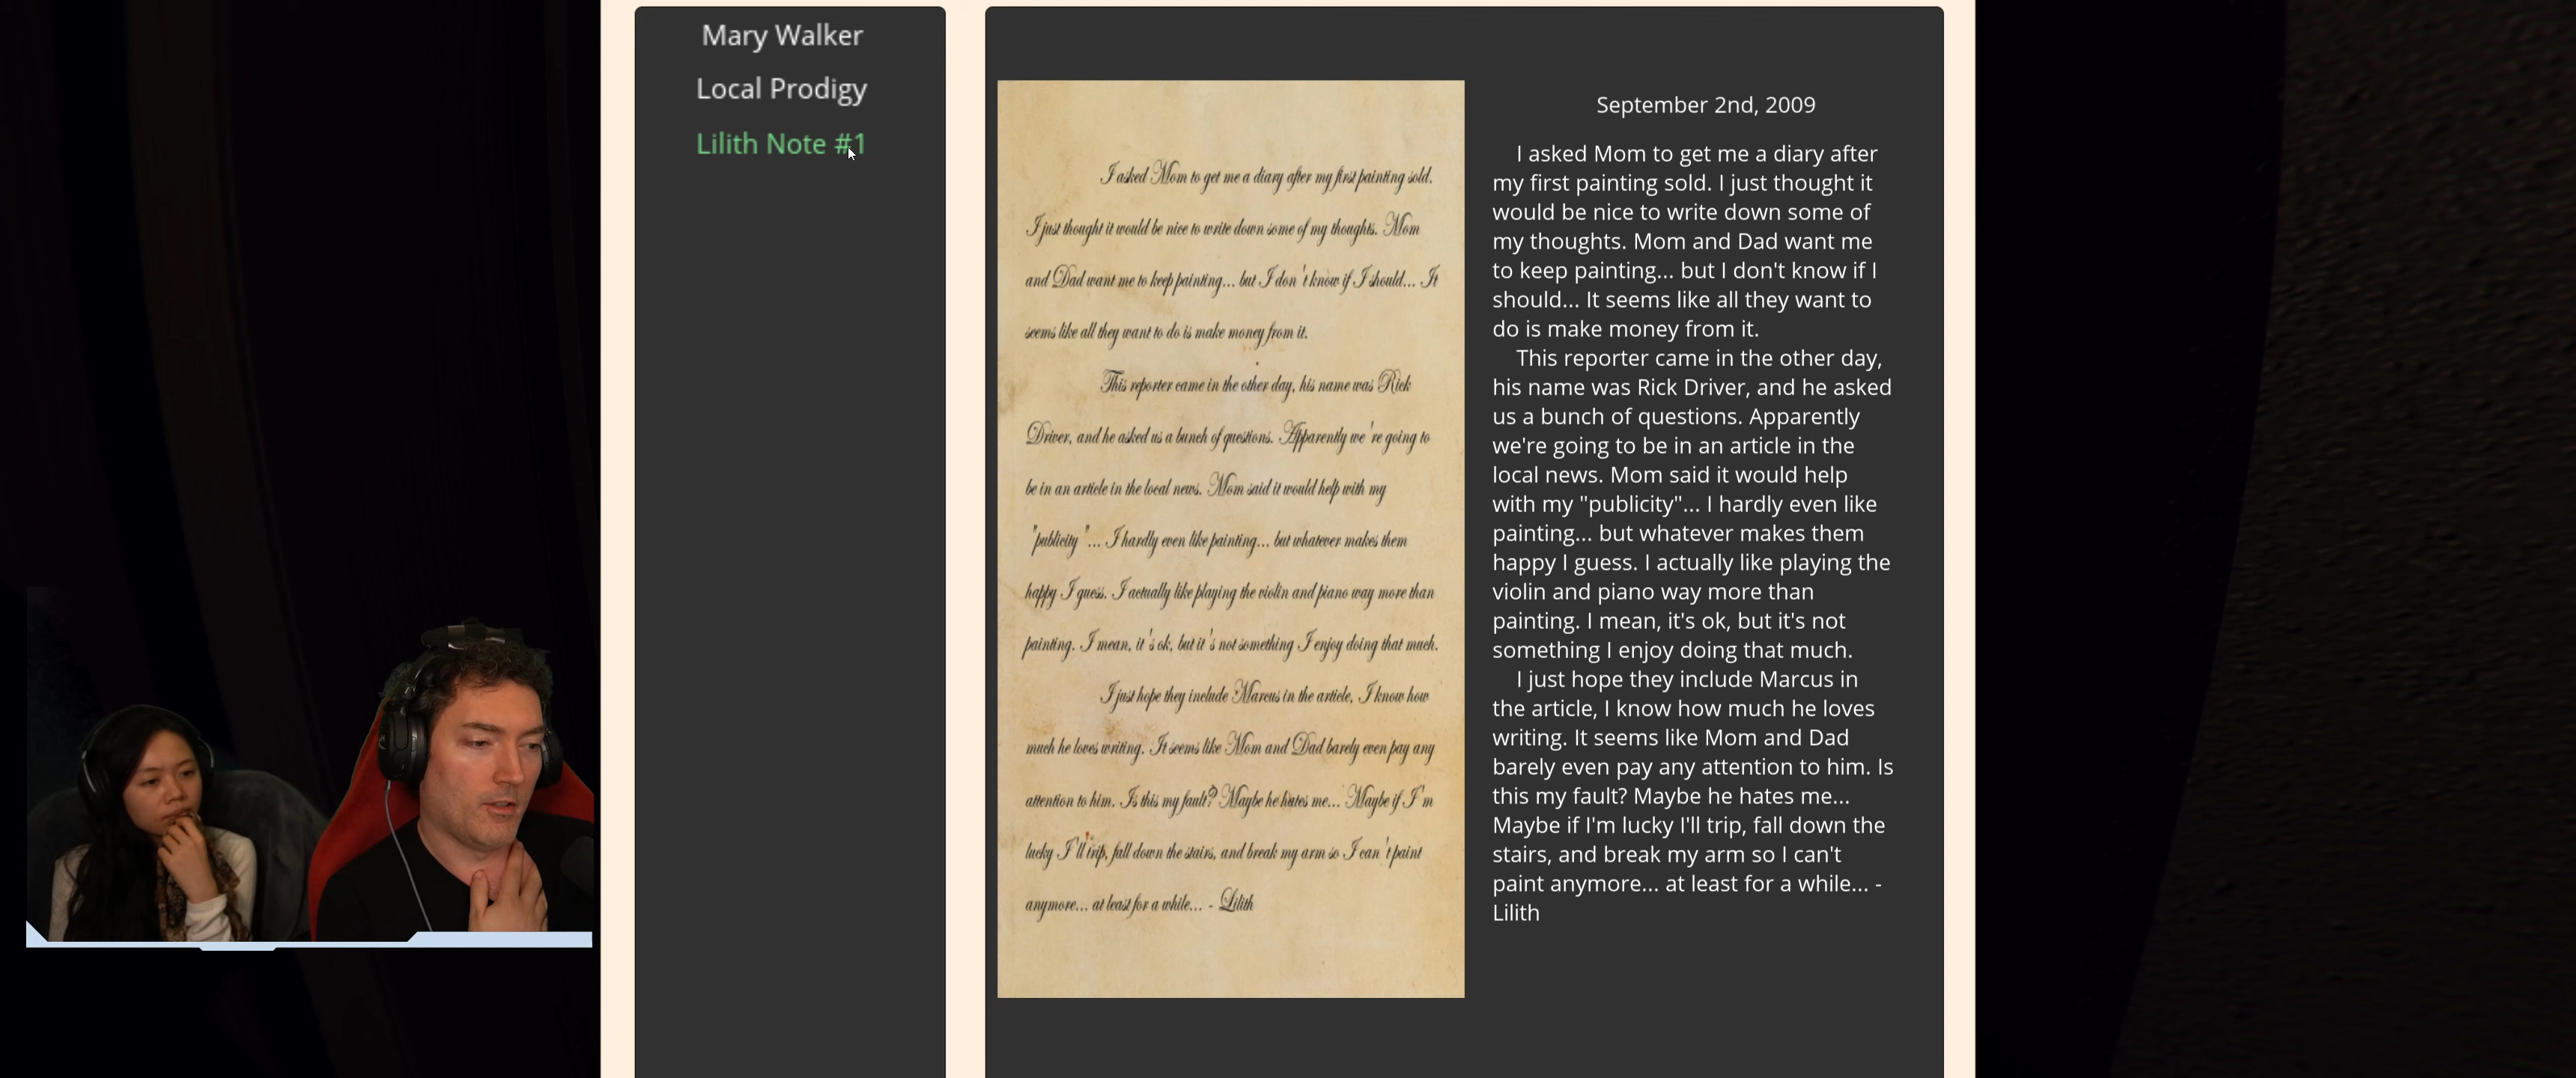 Mary Walker
Local Prodigy
Lilith Note #1
I asked Mom to get me a diary after my first painting sold.
I just thought it would be nice to write down some of my thoughts. Mom
and Dad want me to keep painting... but I don't know if I should... It
seems like all they want to do is make money from it.
This reporter came in the other day, his name was Rick
Driver, and he asked us a bunch of questions. Apparently we're going to
be in an article in the local news. Mom said it would help with my
"publicity"... I hardly even like painting... but whatever makes them
happy I guess. I actually like playing the violin and piano way more than
painting. I mean, it's ok, but it's not something I enjoy doing that much.
I just hope they include Marcus in the article, I know how
much he loves writing. It seems like Mom and Dad barely even pay any
attention to him. Is this my fault? Maybe he hates me... Maybe if I'm
lucky I'll trip, fall down the stairs, and break my arm so I can't paint
anymore... at least for a while... - Lilith
September 2nd, 2009
I asked Mom to get me a diary after
my first painting sold. I just thought it
would be nice to write down some of
my thoughts. Mom and Dad want me
to keep painting... but I don't know if I
should... It seems like all they want to
do is make money from it.
This reporter came in the other day,
his name was Rick Driver, and he asked
us a bunch of questions. Apparently
we're going to be in an article in the
local news. Mom said it would help
with my "publicity"... I hardly even like
painting... but whatever makes them
happy I guess. I actually like playing the
violin and piano way more than
painting. I mean, it's ok, but it's not
something I enjoy doing that much.
I just hope they include Marcus in
the article, I know how much he loves
writing. It seems like Mom and Dad
barely even pay any attention to him. Is
this my fault? Maybe he hates me...
Maybe if I'm lucky I'll trip, fall down the
stairs, and break my arm so I can't
paint anymore... at least for a while... -
Lilith